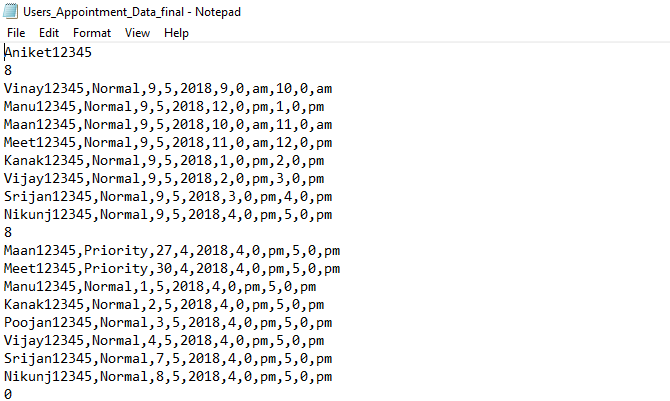 Users_Appointment_Data_final - Notepad
File Edit Format View Help
Aniket12345
8
Vinay12345,Normal,9,5,2018,9,0,am,10,0,am
Manu12345,Normal,9,5,2018,12,0,pm,1,0,pm
Maan12345,Normal,9,5,2018,10,0,am,11,0,am
Meet12345,Normal,9,5,2018,11,0,am,12,0,pm
Kanak12345,Normal,9,5,2018,1,0,pm,2,0,pm
Vijay12345,Normal,9,5,2018,2,0,pm,3,0,pm
Srijan12345,Normal,9,5,2018,3,0,pm,4,0,pm
Nikunj12345,Normal,9,5,2018,4,0,pm,5,0,pm
8
Maan12345,Priority,27,4,2018,4,0,pm,5,0,pm
Meet12345,Priority,30,4,2018,4,0,pm,5,0,pm
Manu12345,Normal,1,5,2018,4,0,pm,5,0,pm
Kanak12345,Normal,2,5,2018,4,0,pm,5,0,pm
Poojan12345,Normal,3,5,2018,4,0,pm,5,0,pm
Vijay12345,Normal,4,5,2018,4,0,pm,5,0,pm
Srijan12345,Normal,7,5,2018,4,0,pm,5,0,pm
Nikunj12345,Normal,8,5,2018,4,0,pm,5,0,pm
0